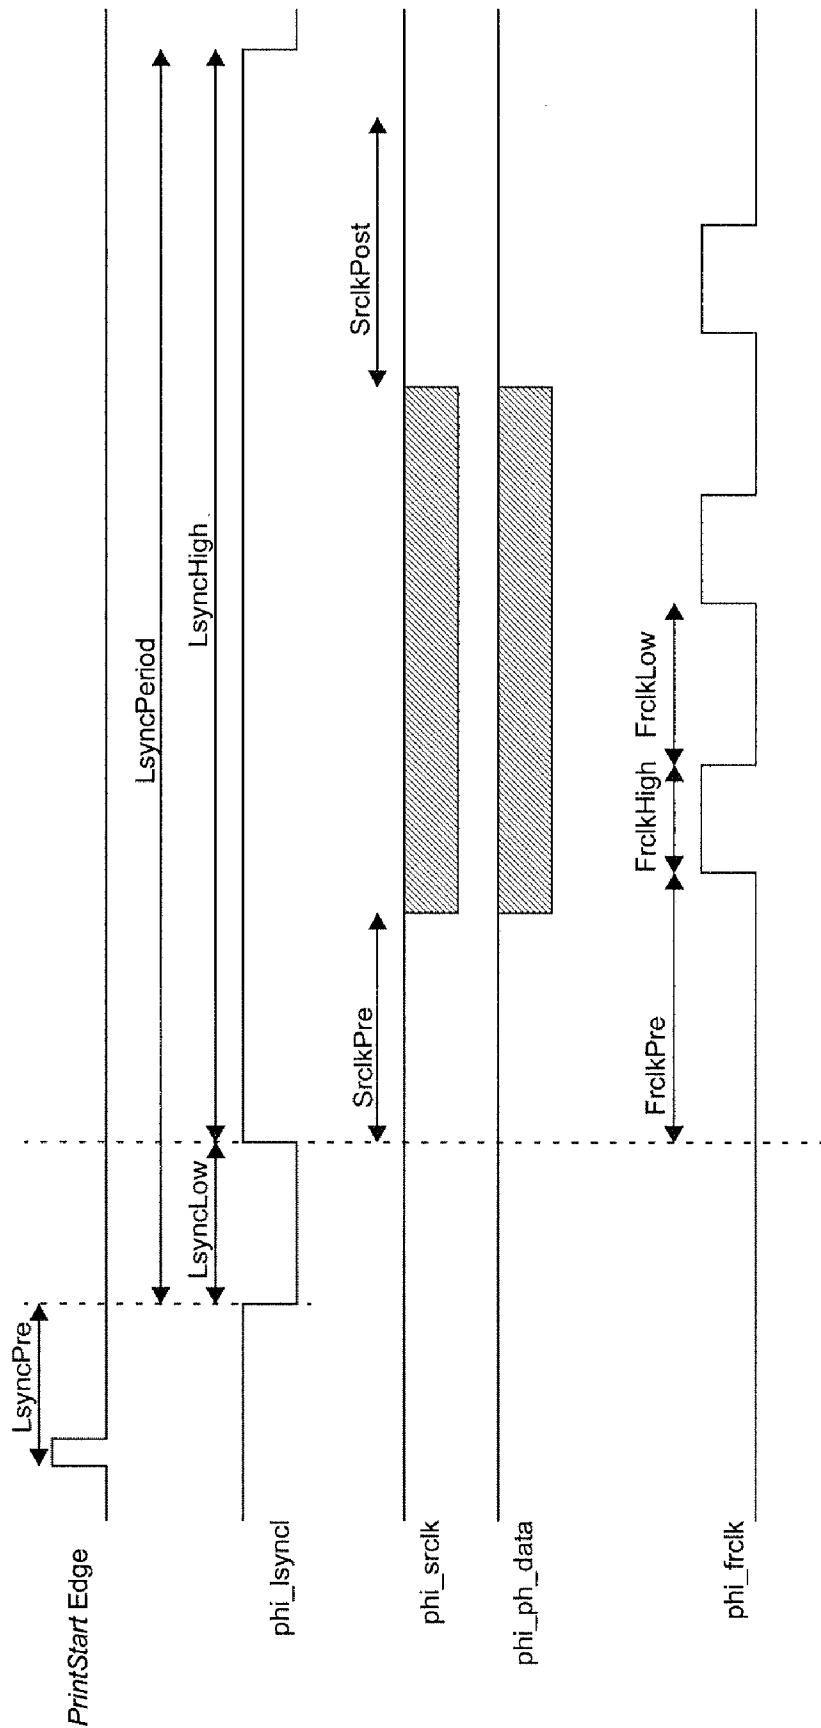 PrintStart Edge
LsyncPre
LsyncPeriod
LsyncLow
LsyncHigh
phi_lsyncl
SrclkPre
SrclkPost
phi_srclk
phi_ph_data
FrclkPre
FrclkHigh
FrclkLow
phi_frclk